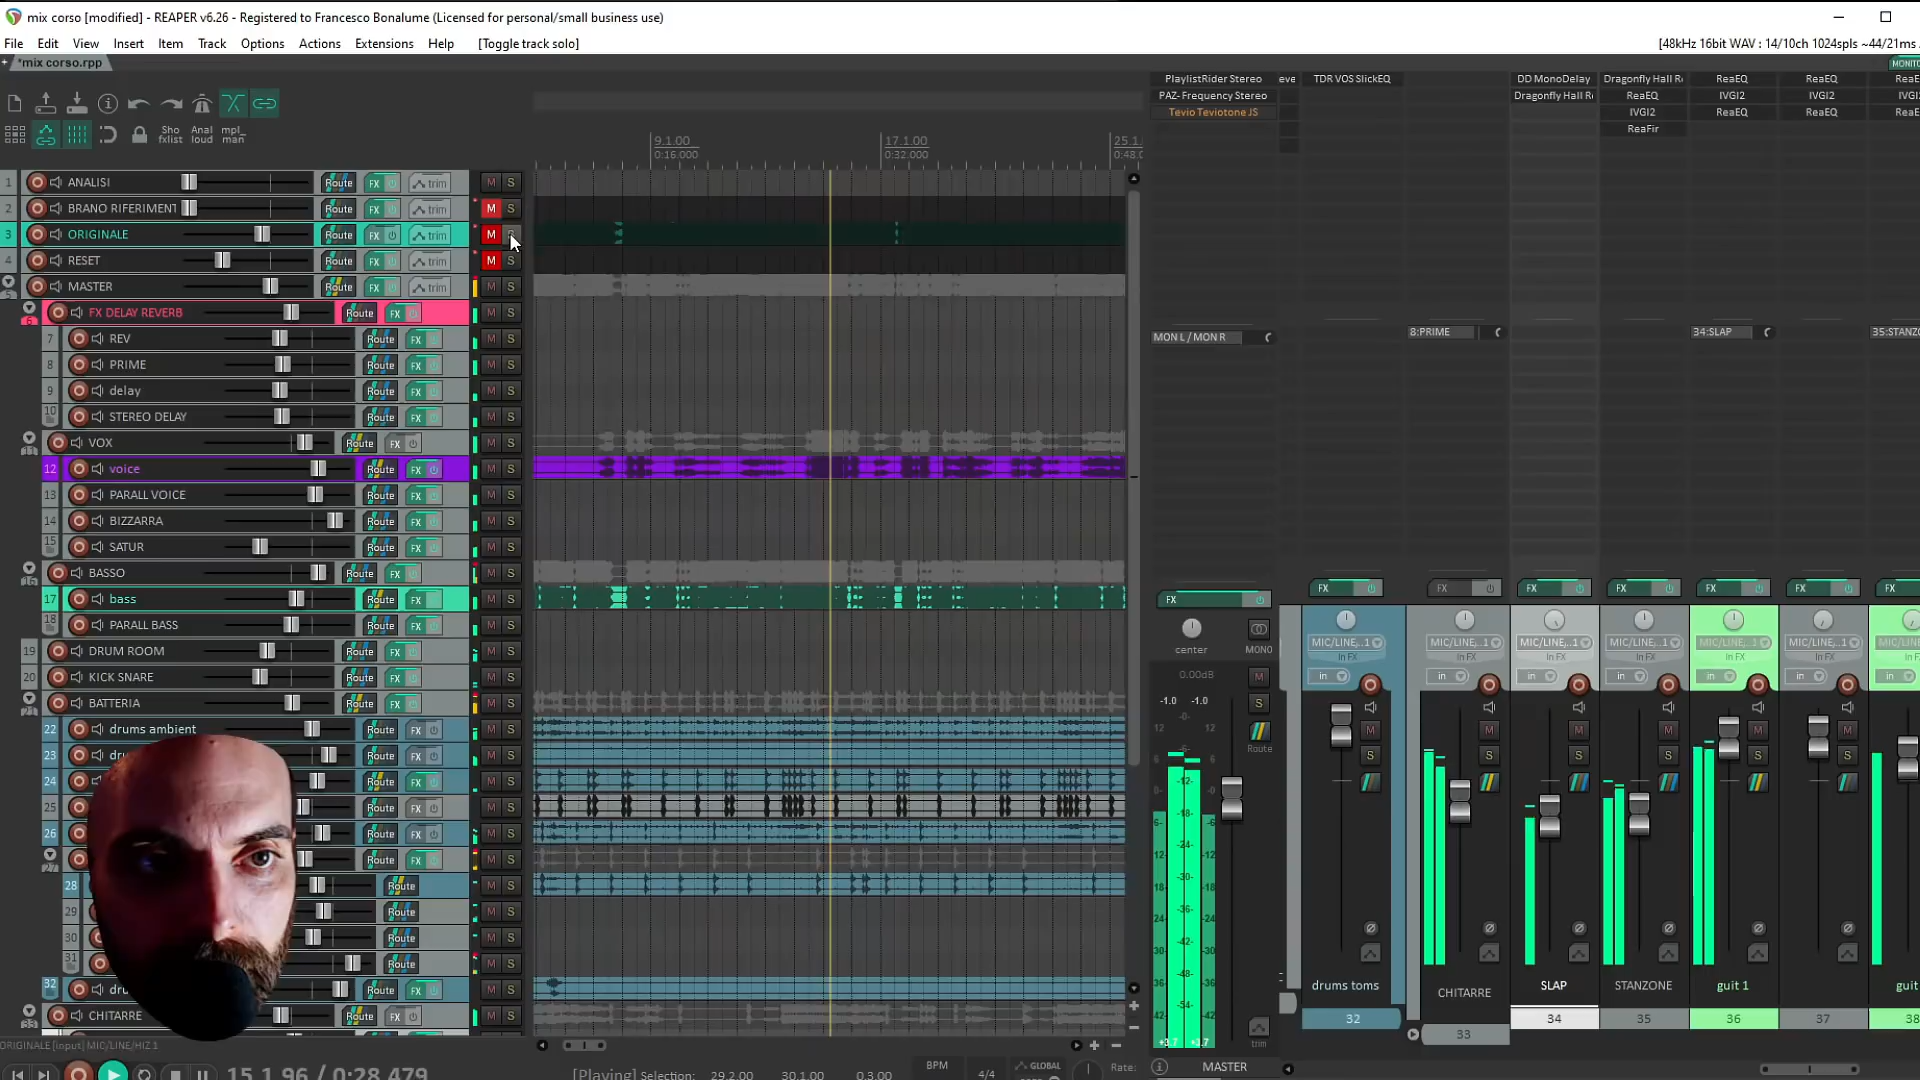 mix corso [modified] - REAPER v6.26 - Registered to Francesco Bonalume (Licensed for personal/small business use)
File Edit View Insert Item Track Options Actions Extensions Help [Toggle track solo]
[48kHz 16bit WAV : 14/10ch 1024spls ~44/21ms
*mix corso.rpp
MONITO
PlaylistRider Stereo
PAZ- Frequency Stereo
Tevio Teviotone JS
TDR VOS SlickEQ
DD MonoDelay
Dragonfly Hall R
Dragonfly Hall R
ReaEQ
IVGI2
ReaFir
ReaEQ
IVGI2
ReaEQ
ReaEQ
IVGI2
ReaEQ
Sho fxlist
Anal loud
mpl_ man
9.1.00
0:16.000
17.1.00
0:32.000
25.1.
0:48.
1 ANALISI Route FX trim M S
2 BRANO RIFERIMENT Route FX trim M S
3 ORIGINALE Route FX trim M
4 RESET Route FX trim M S
5 MASTER Route FX trim M S
6 FX DELAY REVERB Route FX M S
7 REV Route FX M S
8 PRIME Route FX M S
9 delay Route FX M S
10 STEREO DELAY Route FX M S
11 VOX Route FX M S
12 voice Route FX M S
13 PARALL VOICE Route FX M S
14 BIZZARRA Route FX M S
15 SATUR Route FX M S
16 BASSO Route FX M S
17 bass Route FX M S
18 PARALL BASS Route FX M S
19 DRUM ROOM Route FX M S
20 KICK SNARE Route FX M S
21 BATTERIA Route FX M S
22 drums ambient Route FX M S
23 dru Route FX M S
24 Route FX M S
25 Route FX M S
26 Route FX M S
27 Route FX M S
28 Route M S
29 Route M S
30 Route M S
31 Route M S
32 dru Route FX M S
33 CHITARRE Route FX M S
MON L / MON R
8:PRIME
34:SLAP
35:STANZO
FX FX FX FX FX FX FX FX
center
MONO
0.00dB
-1.0 -1.0
M
S
Route
trim
+3.7 +3.7
MASTER
MIC/LINE,..1 In FX in M S drums toms 32
MIC/LINE,..1 In FX in M S CHITARRE 33
MIC/LINE,..1 In FX in M S SLAP 34
MIC/LINE,..1 In FX in M S STANZONE 35
MIC/LINE,..1 In FX in M S guit 1 36
MIC/LINE,..1 In FX in M S 37
guit 38
ORIGINALE [input] MIC/LINE/HIZ 1
15.1.96 / 0:28.479
[Playing] Selection: 29.2.00 30.1.00 0.3.00
BPM
4/4
GLOBAL
Rate: